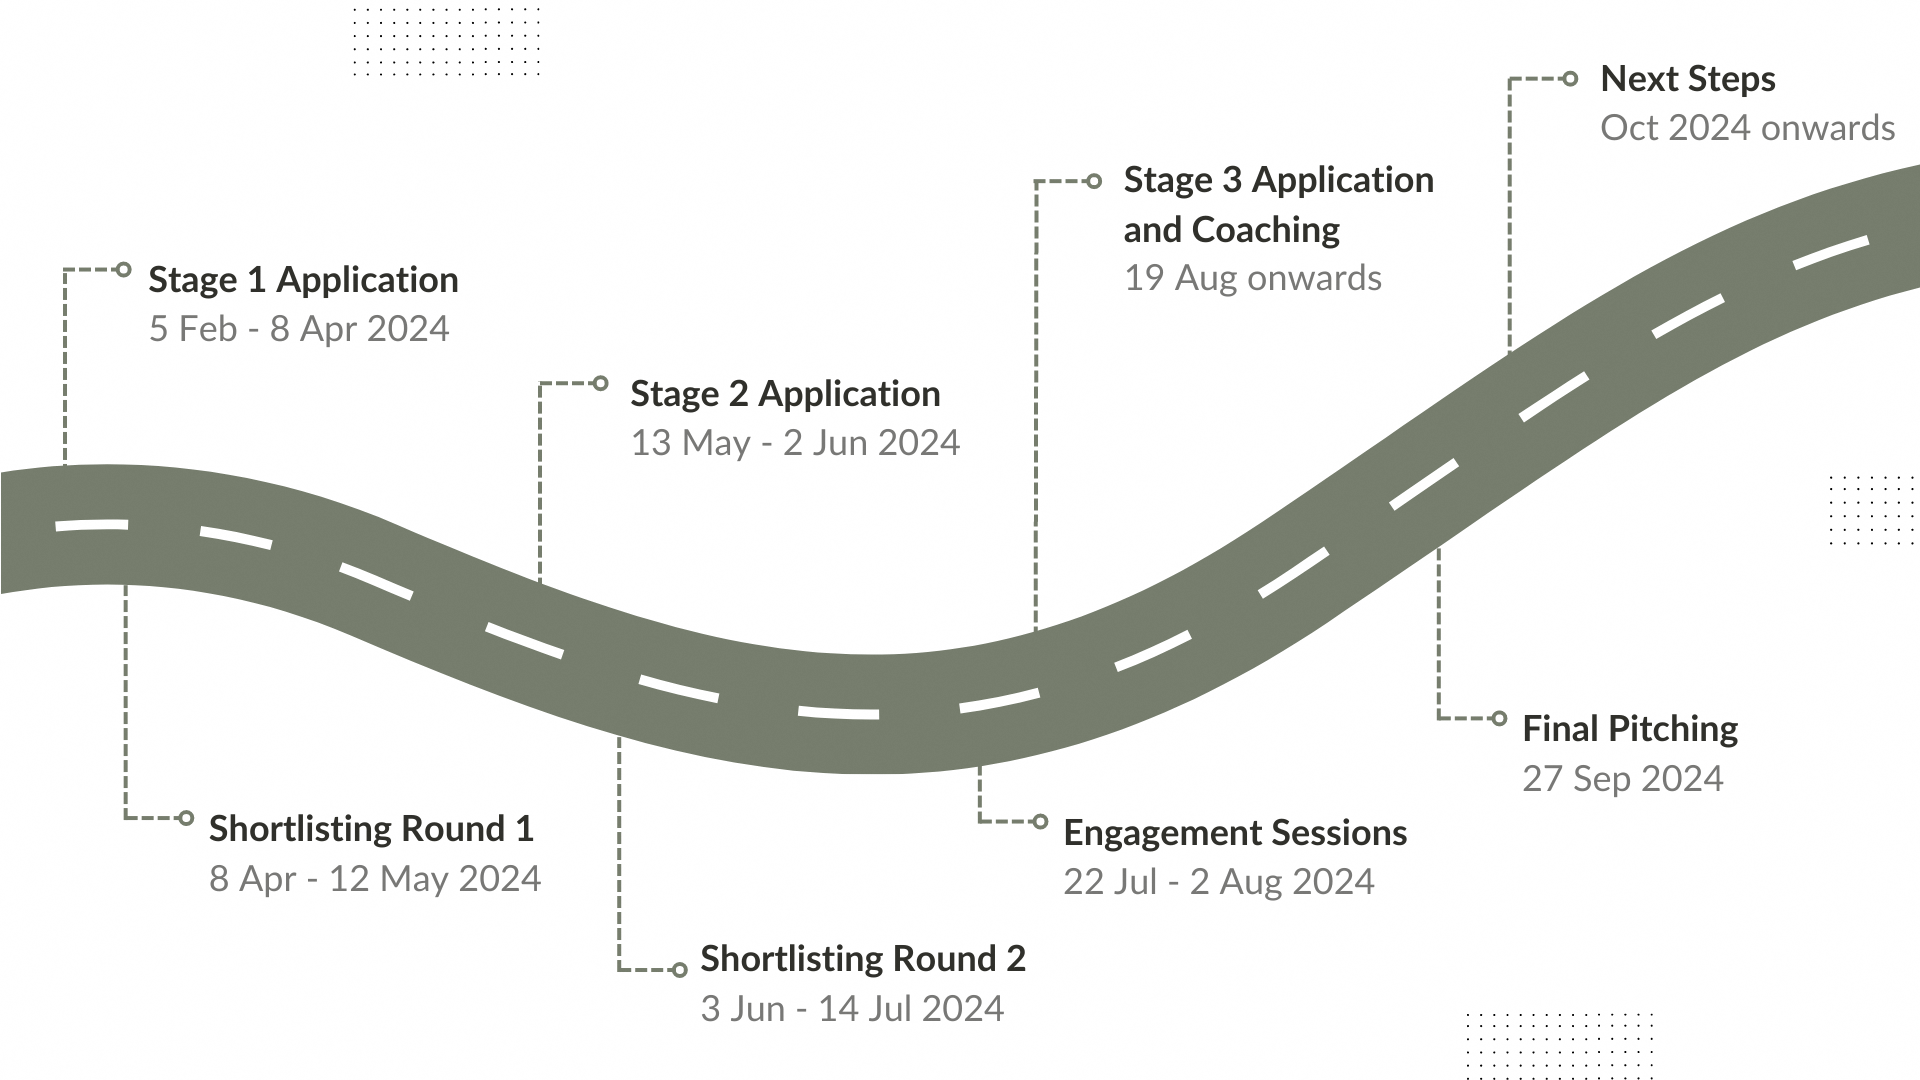 Next Steps
Oct 2024 onwards
Stage 3 Application
and Coaching
19 Aug onwards
Stage 1 Application
5 Feb - 8 Apr 2024
Stage 2 Application
13 May - 2 Jun 2024
Final Pitching
27 Sep 2024
Shortlisting Round 1
8 Apr - 12 May 2024
Engagement Sessions
22 Jul - 2 Aug 2024
Shortlisting Round 2
3 Jun - 14 Jul 2024